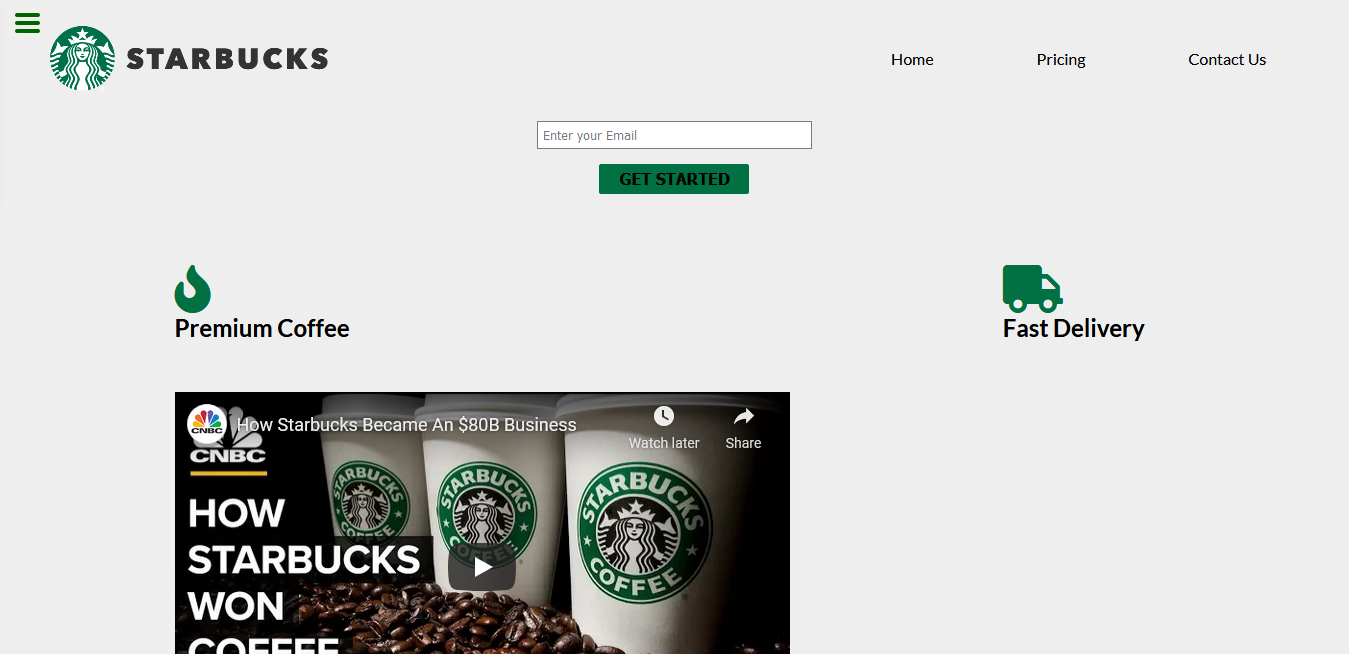 STARBUCKS
Home
Pricing
Contact Us
Enter your Email
GET STARTED
Premium Coffee
Fast Delivery
CNBC
How Starbucks Became An $80B Business
Watch later
Share
CNBC
HOW
STARBUCKS
WON
COFFEE
STARBUCKS
COFFEE
STARBUCKS
COFFEE
STARBUCKS
COFFEE